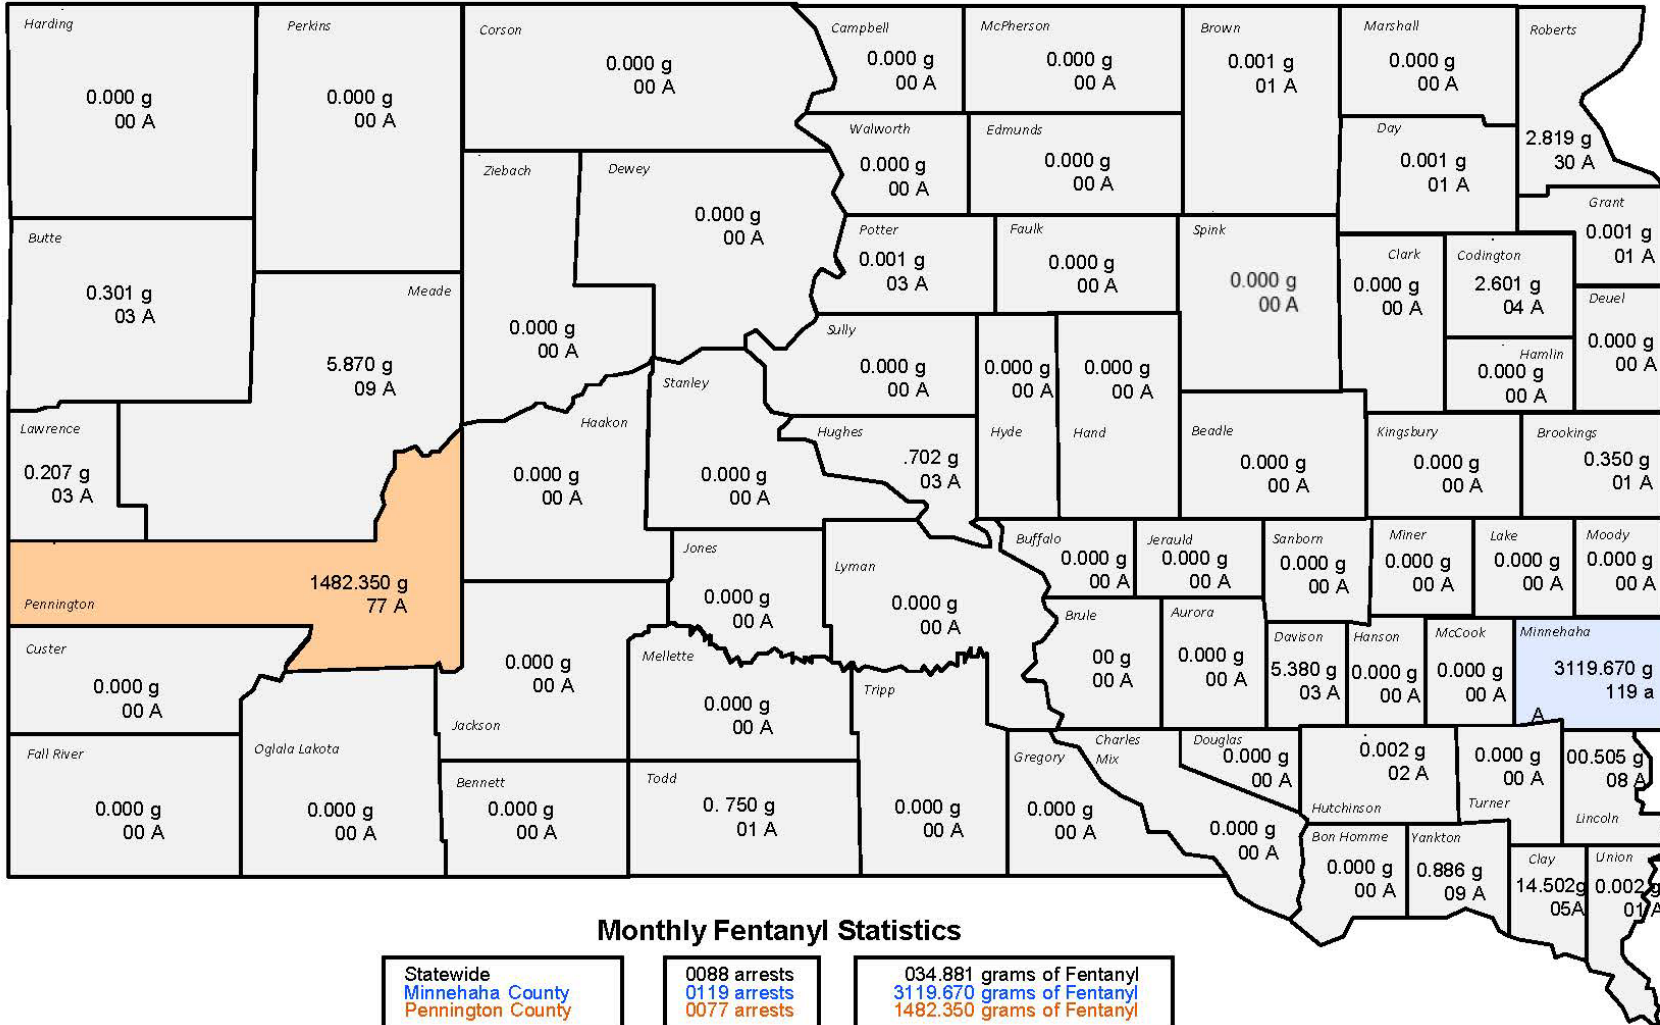 Harding
0.000 g
00 A
Perkins
0.000 g
00 A
Corson
0.000 g
00 A
Campbell
0.000 g
00 A
McPherson
0.000 g
00 A
Brown
0.001 g
01 A
Marshall
0.000 g
00 A
Roberts
2.819 g
30 A
Walworth
0.000 g
00 A
Edmunds
0.000 g
00 A
Day
0.001 g
01 A
Ziebach
0.000 g
00 A
Dewey
0.000 g
00 A
Grant
0.001 g
01 A
Butte
0.301 g
03 A
Meade
5.870 g
09 A
Potter
0.001 g
03 A
Faulk
0.000 g
00 A
Spink
0.000 g
00 A
Clark
0.000 g
00 A
Codington
2.601 g
04 A
Deuel
0.000 g
00 A
Sully
0.000 g
00 A
Hamlin
0.000 g
00 A
Lawrence
0.207 g
03 A
Haakon
0.000 g
00 A
Stanley
0.000 g
00 A
Hughes
.702 g
03 A
0.000 g
00 A
Hyde
0.000 g
00 A
Hand
Beadle
0.000 g
00 A
Kingsbury
0.000 g
00 A
Brookings
0.350 g
01 A
1482.350 g
77 A
Pennington
Jones
0.000 g
00 A
Lyman
0.000 g
00 A
Buffalo
0.000 g
00 A
Jerauld
0.000 g
00 A
Sanborn
0.000 g
00 A
Miner
0.000 g
00 A
Lake
0.000 g
00 A
Moody
0.000 g
00 A
Custer
0.000 g
00 A
0.000 g
00 A
Jackson
Mellette
0.000 g
00 A
Tripp
0.000 g
00 A
Brule
00 g
00 A
Aurora
0.000 g
00 A
Davison
5.380 g
03 A
Hanson
0.000 g
00 A
McCook
0.000 g
00 A
Minnehaha
3119.670 g
119 a
A
Fall River
0.000 g
00 A
Oglala Lakota
0.000 g
00 A
Bennett
0.000 g
00 A
Todd
0. 750 g
01 A
Gregory
0.000 g
00 A
Charles
Mix
0.000 g
00 A
Douglas
0.000 g
00 A
0.002 g
02 A
Hutchinson
0.000 g
00 A
Turner
00.505 g
08 A
Lincoln
Bon Homme
0.000 g
00 A
Yankton
0.886 g
09 A
Clay
14.502g
05A
Union
0.002 g
01 A
Monthly Fentanyl Statistics
Statewide 0088 arrests 034.881 grams of Fentanyl
Minnehaha County 0119 arrests 3119.670 grams of Fentanyl
Pennington County 0077 arrests 1482.350 grams of Fentanyl